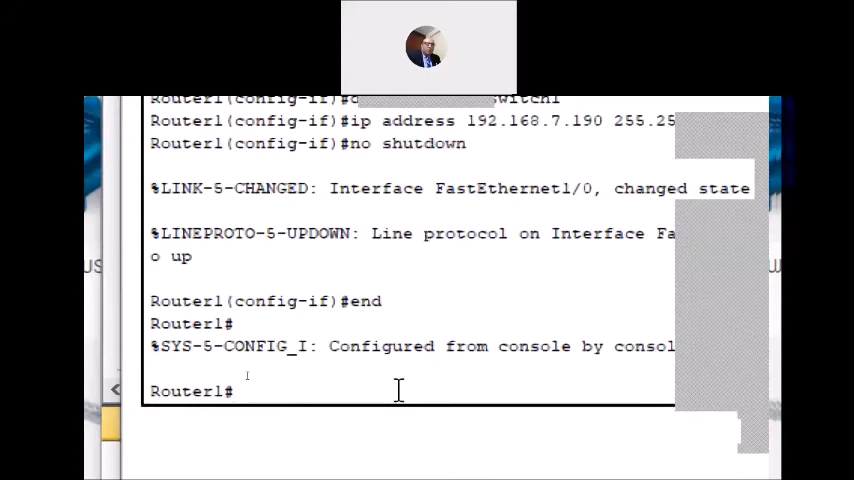 Router1(config-if)#
Router1(config-if)#ip address 192.168.7.190 255.25
Router1(config-if)#no shutdown
%LINK-5-CHANGED: Interface FastEthernet1/0, changed state
%LINEPROTO-5-UPDOWN: Line protocol on Interface Fa
o up
Router1(config-if)#end
Router1#
%SYS-5-CONFIG_I: Configured from console by consol
Router1#